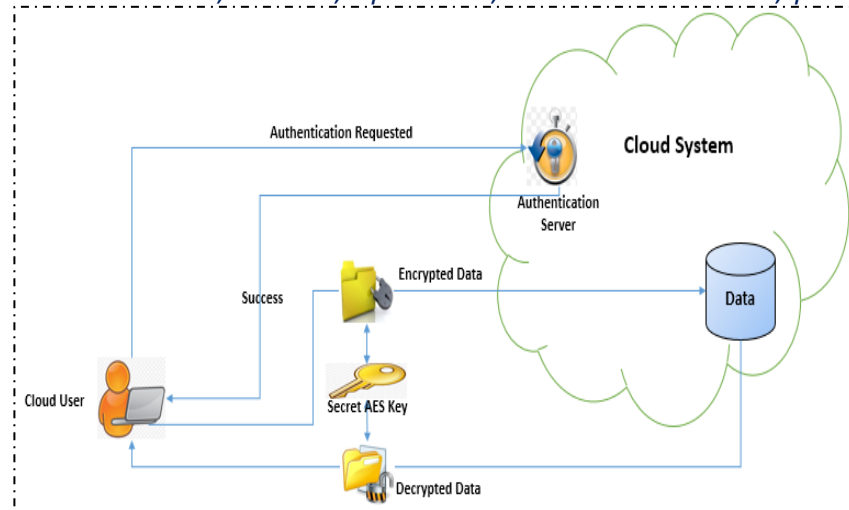 Authentication Requested
Cloud System
Authentication
Server
Encrypted Data
Success
Data
Cloud User
Secret AES Key
Decrypted Data